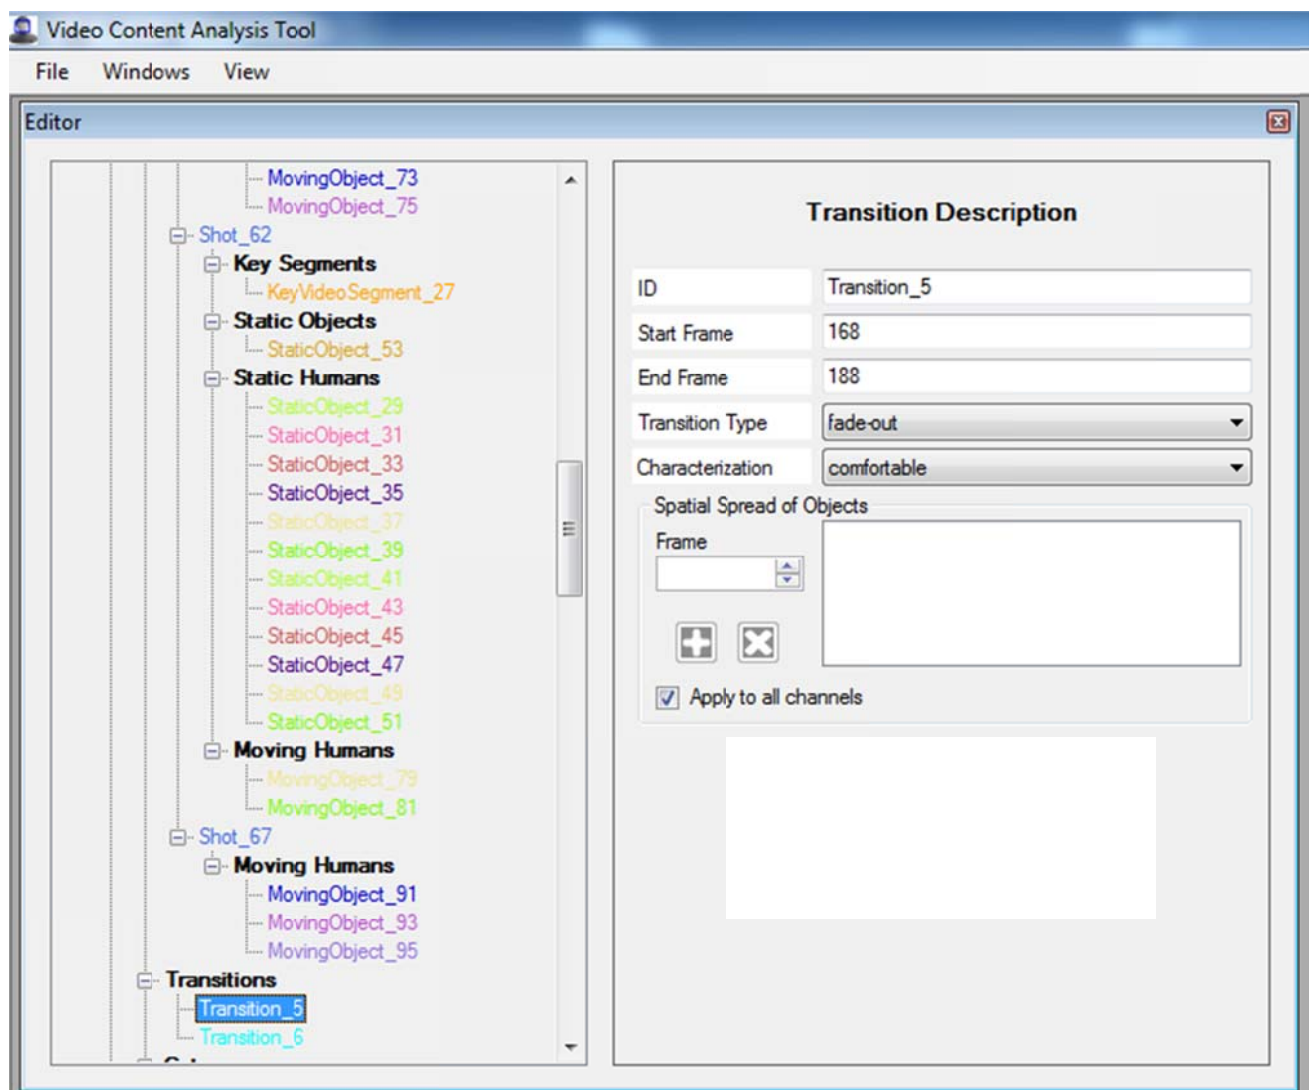 Video Content Analysis Tool
File Windows View
Editor
MovingObject_73
MovingObject_75
Shot_62
Key Segments
KeyVideoSegment_27
Static Objects
StaticObject_53
Static Humans
StaticObject_29
StaticObject_31
StaticObject_33
StaticObject_35
StaticObject_37
StaticObject_39
StaticObject_41
StaticObject_43
StaticObject_45
StaticObject_47
StaticObject_49
StaticObject_51
Moving Humans
MovingObject_79
MovingObject_81
Shot_67
Moving Humans
MovingObject_91
MovingObject_93
MovingObject_95
Transitions
Transition_5
Transition_6
Transition Description
ID Transition_5
Start Frame 168
End Frame 188
Transition Type fade-out
Characterization comfortable
Spatial Spread of Objects
Frame
Apply to all channels